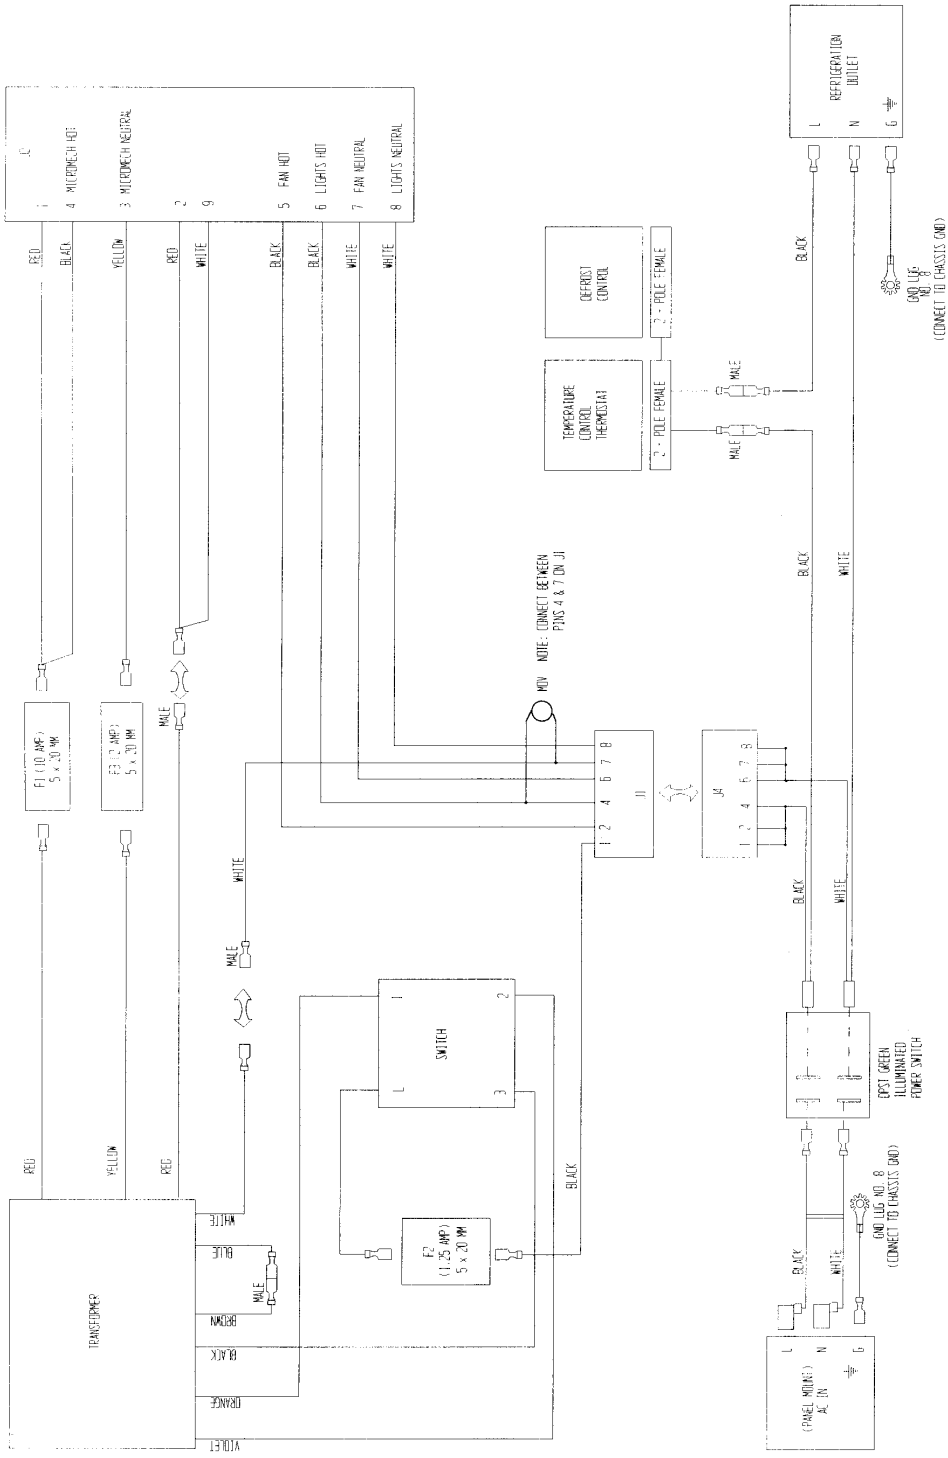 TRANSFORMER
RED
YELLOW
RED
WHITE
BLUE
MALE
BROWN
BLACK
ORANGE
VIOLET
F1 (10 AMP)
5 x 20 MM
F3 (2 AMP)
5 x 20 MM
MALE
WHITE
MALE
RED
BLACK
YELLOW
RED
WHITE
BLACK
BLACK
WHITE
WHITE
1
4 MICROMECH HOT
3 MICROMECH NEUTRAL
2
9
5 FAN HOT
6 LIGHTS HOT
7 FAN NEUTRAL
8 LIGHTS NEUTRAL
SWITCH
1
2
L
3
F2
(1.25 AMP)
5 x 20 MM
BLACK
MOV NOTE: CONNECT BETWEEN
PINS 4 & 7 ON J1
J1
1 2 4 6 7 8
J4
1 2 4 6 7 8
DEFROST
CONTROL
2 - POLE FEMALE
TEMPERATURE
CONTROL
THERMOSTAT
2 - POLE FEMALE
MALE
MALE
BLACK
BLACK
WHITE
REFRIGERATION
OUTLET
L
N
G
GND LUG
NO. 8
(CONNECT TO CHASSIS GND)
BLACK
WHITE
DPST GREEN
ILLUMINATED
POWER SWITCH
BLACK
WHITE
GND LUG NO. 8
(CONNECT TO CHASSIS GND)
(PANEL MOUNT)
AC IN
L
N
G